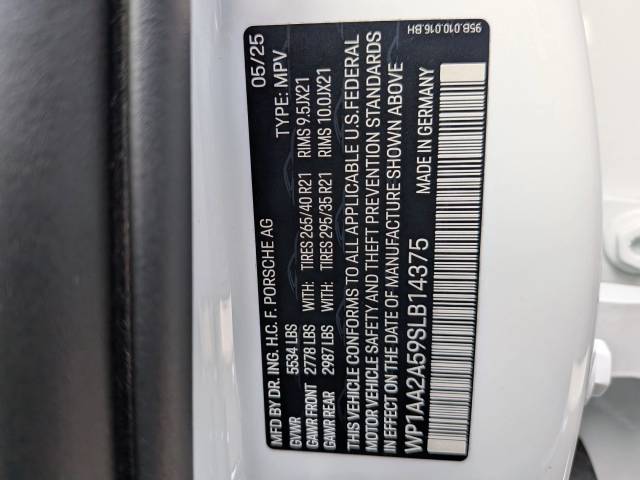 MFD BY DR. ING. H.C. F. PORSCHE AG 05/25
GVWR 5534 LBS TYPE: MPV
GAWR FRONT 2778 LBS WITH: TIRES 265/40 R21 RIMS 9.5JX21
GAWR REAR 2987 LBS WITH: TIRES 295/35 R21 RIMS 10.0JX21
THIS VEHICLE CONFORMS TO ALL APPLICABLE U.S. FEDERAL
MOTOR VEHICLE SAFETY AND THEFT PREVENTION STANDARDS
IN EFFECT ON DATE OF MANUFACTURE SHOWN ABOVE
WP1AA2A59SLB14375 MADE IN GERMANY
95B.010.016.BH